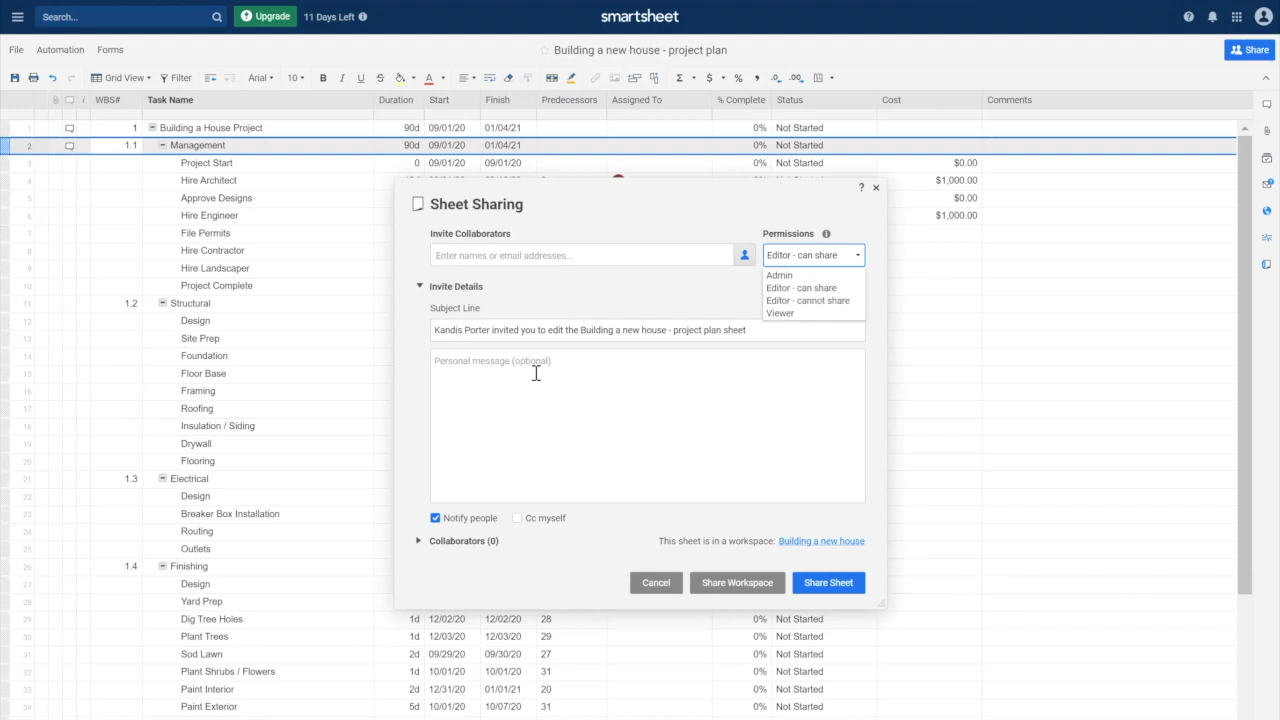 Search...
Upgrade
11 Days Left
smartsheet
File Automation Forms
Building a new house - project plan
Share
Grid View Filter Arial 10 B I U S A Σ $ % , .0 .00
WBS# Task Name Duration Start Finish Predecessors Assigned To % Complete Status Cost Comments
1 1 Building a House Project 90d 09/01/20 01/04/21 0% Not Started
2 1.1 Management 90d 09/01/20 01/04/21 0% Not Started
3 Project Start 0 09/01/20 09/01/20 0% Not Started $0.00
4 Hire Architect $1,000.00
5 Approve Designs $0.00
6 Hire Engineer $1,000.00
7 File Permits
8 Hire Contractor
9 Hire Landscaper
10 Project Complete
11 1.2 Structural
12 Design
13 Site Prep
14 Foundation
15 Floor Base
16 Framing
17 Roofing
18 Insulation / Siding
19 Drywall
20 Flooring
21 1.3 Electrical
22 Design
23 Breaker Box Installation
24 Routing
25 Outlets
26 1.4 Finishing
27 Design
28 Yard Prep
29 Dig Tree Holes 1d 12/02/20 12/02/20 28 0% Not Started
30 Plant Trees 1d 12/03/20 12/03/20 29 0% Not Started
31 Sod Lawn 2d 09/29/20 09/30/20 27 0% Not Started
32 Plant Shrubs / Flowers 1d 10/01/20 10/01/20 31 0% Not Started
33 Paint Interior 2d 12/31/20 01/01/21 20 0% Not Started
34 Paint Exterior 5d 10/01/20 10/07/20 31 0% Not Started
? ×
Sheet Sharing
Invite Collaborators
Permissions
Enter names or email addresses...
Editor - can share
Admin
Editor - can share
Editor - cannot share
Viewer
Invite Details
Subject Line
Kandis Porter invited you to edit the Building a new house - project plan sheet
Personal message (optional)
Notify people
Cc myself
Collaborators (0)
This sheet is in a workspace: Building a new house
Cancel
Share Workspace
Share Sheet